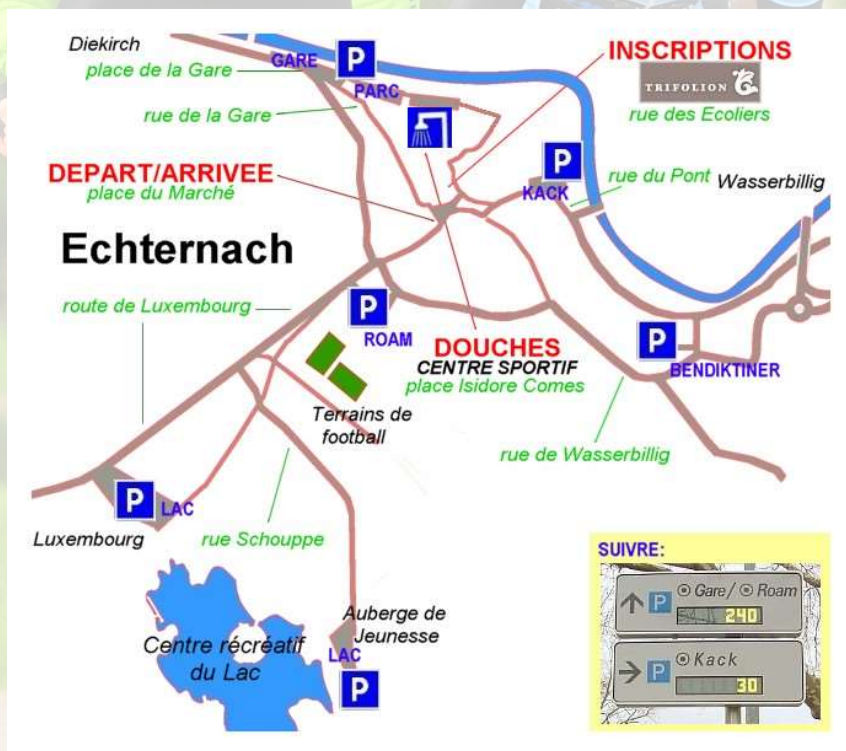 Diekirch
place de la Gare
GARE
P
PARC
rue de la Gare
INSCRIPTIONS
TRIFOLION
rue des Ecoliers
DEPART/ARRIVEE
place du Marché
P
KACK
rue du Pont
Wasserbillig
Echternach
route de Luxembourg
P
ROAM
DOUCHES
CENTRE SPORTIF
place Isidore Comes
P
BENDIKTINER
Terrains de
football
rue de Wasserbillig
P
LAC
Luxembourg
rue Schouppe
Centre récréatif
du Lac
Auberge de
Jeunesse
LAC
P
SUIVRE:
P Gare/ Roam
240
P Kack
30